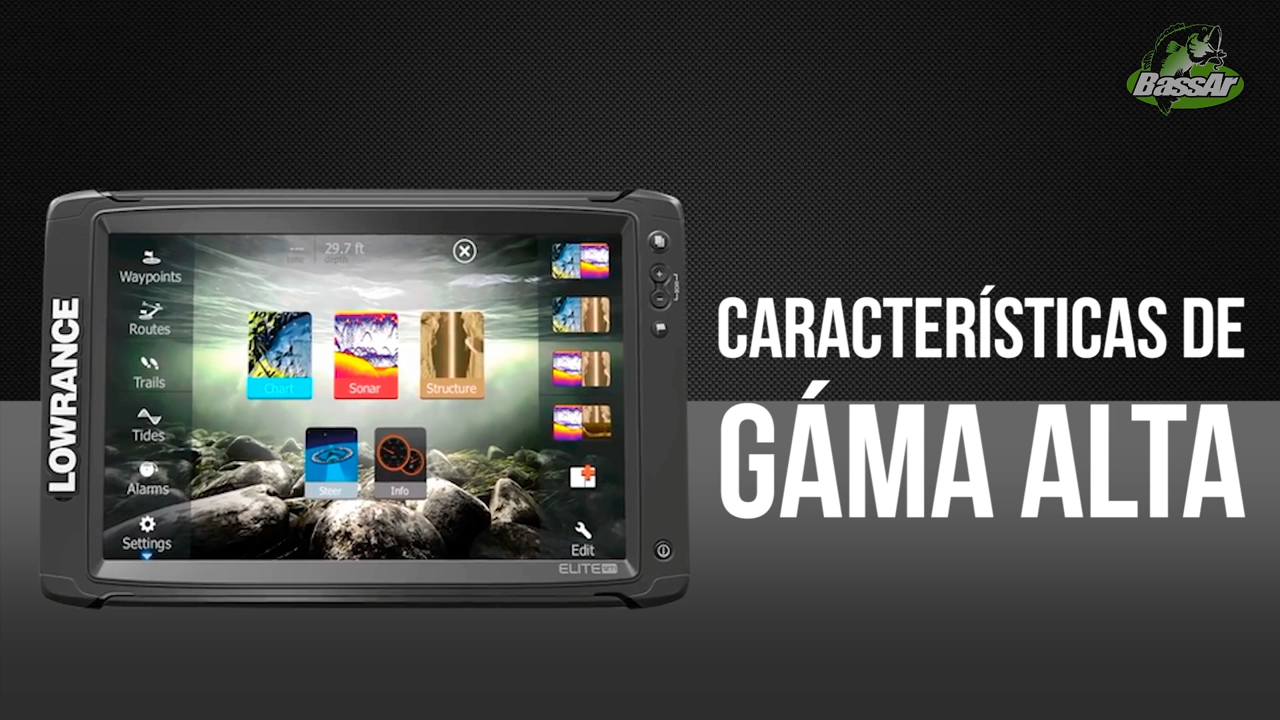 BassAr
LOWRANCE
Waypoints
Routes
Trails
Tides
Alarms
Settings
29.7 ft
depth
Chart
Sonar
Structure
Steer
Info
Edit
ELITE
CARACTERÍSTICAS DE
GÁMA ALTA